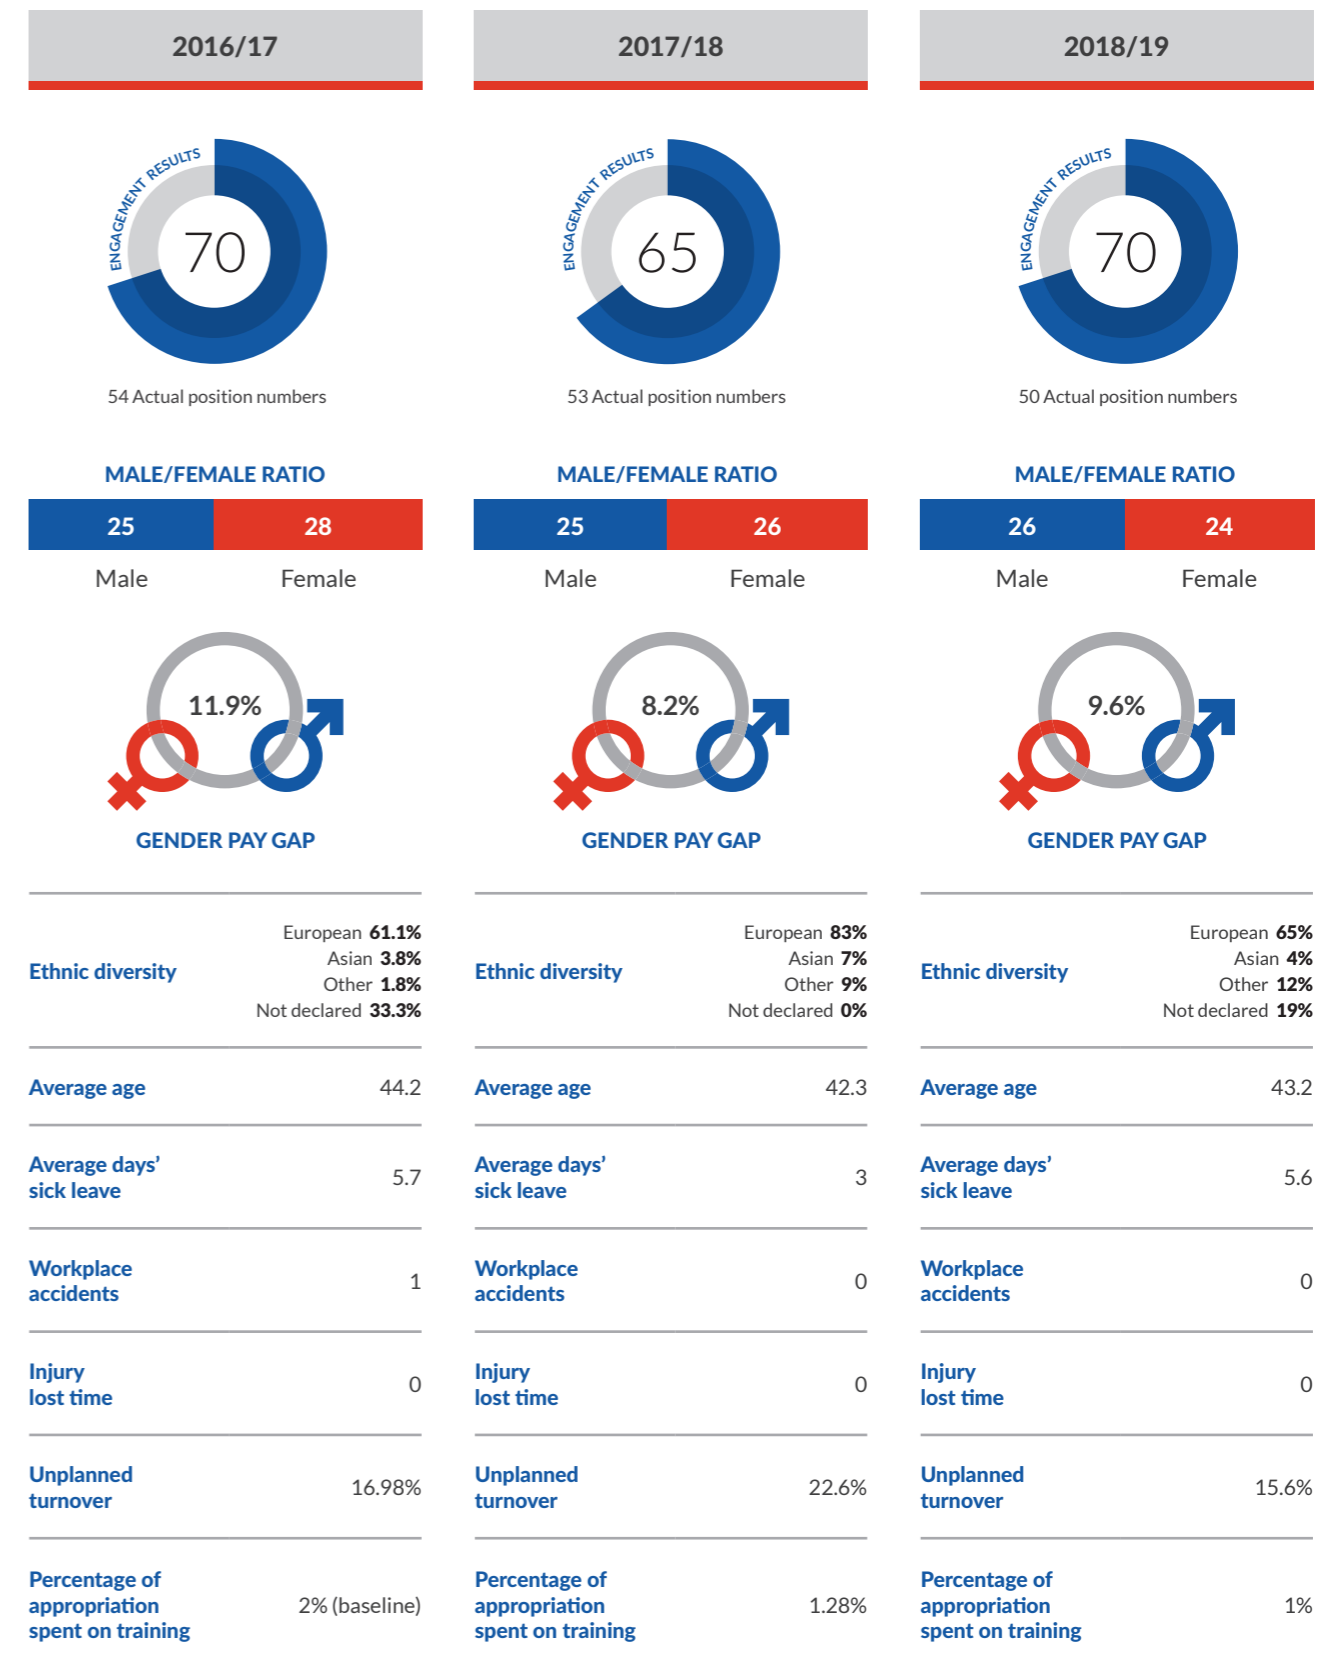 2016/17
ENGAGEMENT RESULTS
70
54 Actual position numbers
MALE/FEMALE RATIO
25
28
Male
Female
11.9%
GENDER PAY GAP
Ethnic diversity
European 61.1%
Asian 3.8%
Other 1.8%
Not declared 33.3%
Average age
44.2
Average days’
sick leave
5.7
Workplace
accidents
1
Injury
lost time
0
Unplanned
turnover
16.98%
Percentage of
appropriation
spent on training
2% (baseline)
2017/18
ENGAGEMENT RESULTS
65
53 Actual position numbers
MALE/FEMALE RATIO
25
26
Male
Female
8.2%
GENDER PAY GAP
Ethnic diversity
European 83%
Asian 7%
Other 9%
Not declared 0%
Average age
42.3
Average days’
sick leave
3
Workplace
accidents
0
Injury
lost time
0
Unplanned
turnover
22.6%
Percentage of
appropriation
spent on training
1.28%
2018/19
ENGAGEMENT RESULTS
70
50 Actual position numbers
MALE/FEMALE RATIO
26
24
Male
Female
9.6%
GENDER PAY GAP
Ethnic diversity
European 65%
Asian 4%
Other 12%
Not declared 19%
Average age
43.2
Average days’
sick leave
5.6
Workplace
accidents
0
Injury
lost time
0
Unplanned
turnover
15.6%
Percentage of
appropriation
spent on training
1%